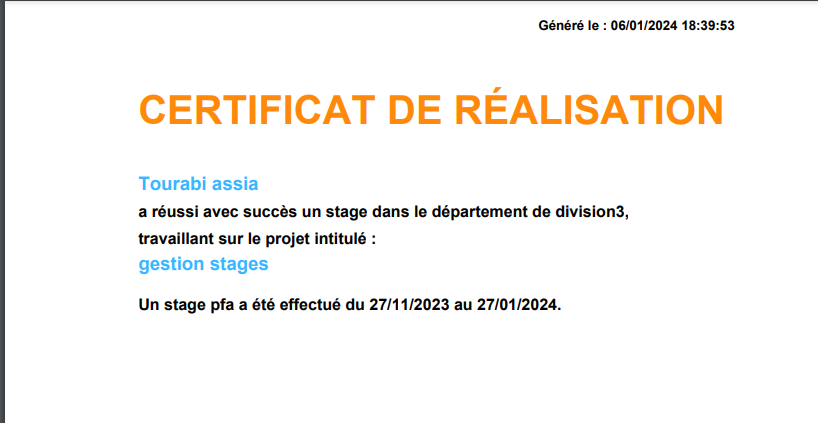 Généré le : 06/01/2024 18:39:53
CERTIFICAT DE RÉALISATION
Tourabi assia
a réussi avec succès un stage dans le département de division3,
travaillant sur le projet intitulé :
gestion stages
Un stage pfa a été effectué du 27/11/2023 au 27/01/2024.